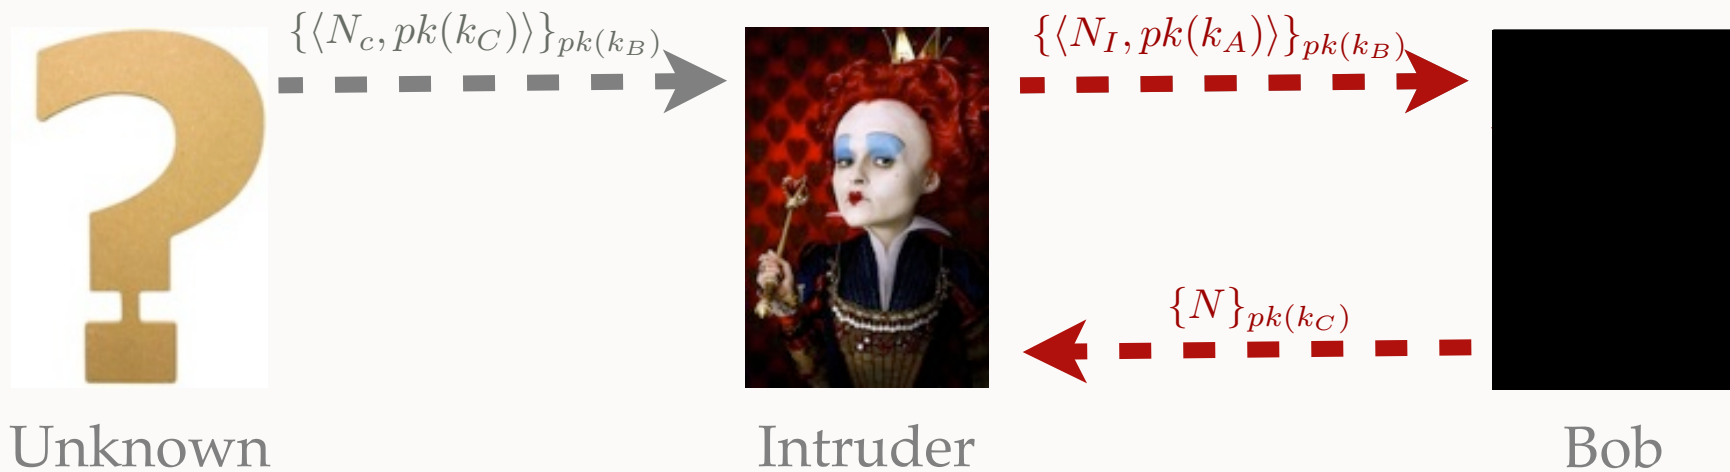 {⟨N_c, pk(k_C)⟩}_{pk(k_B)}
{⟨N_I, pk(k_A)⟩}_{pk(k_B)}
{N}_{pk(k_C)}
Unknown
Intruder
Bob